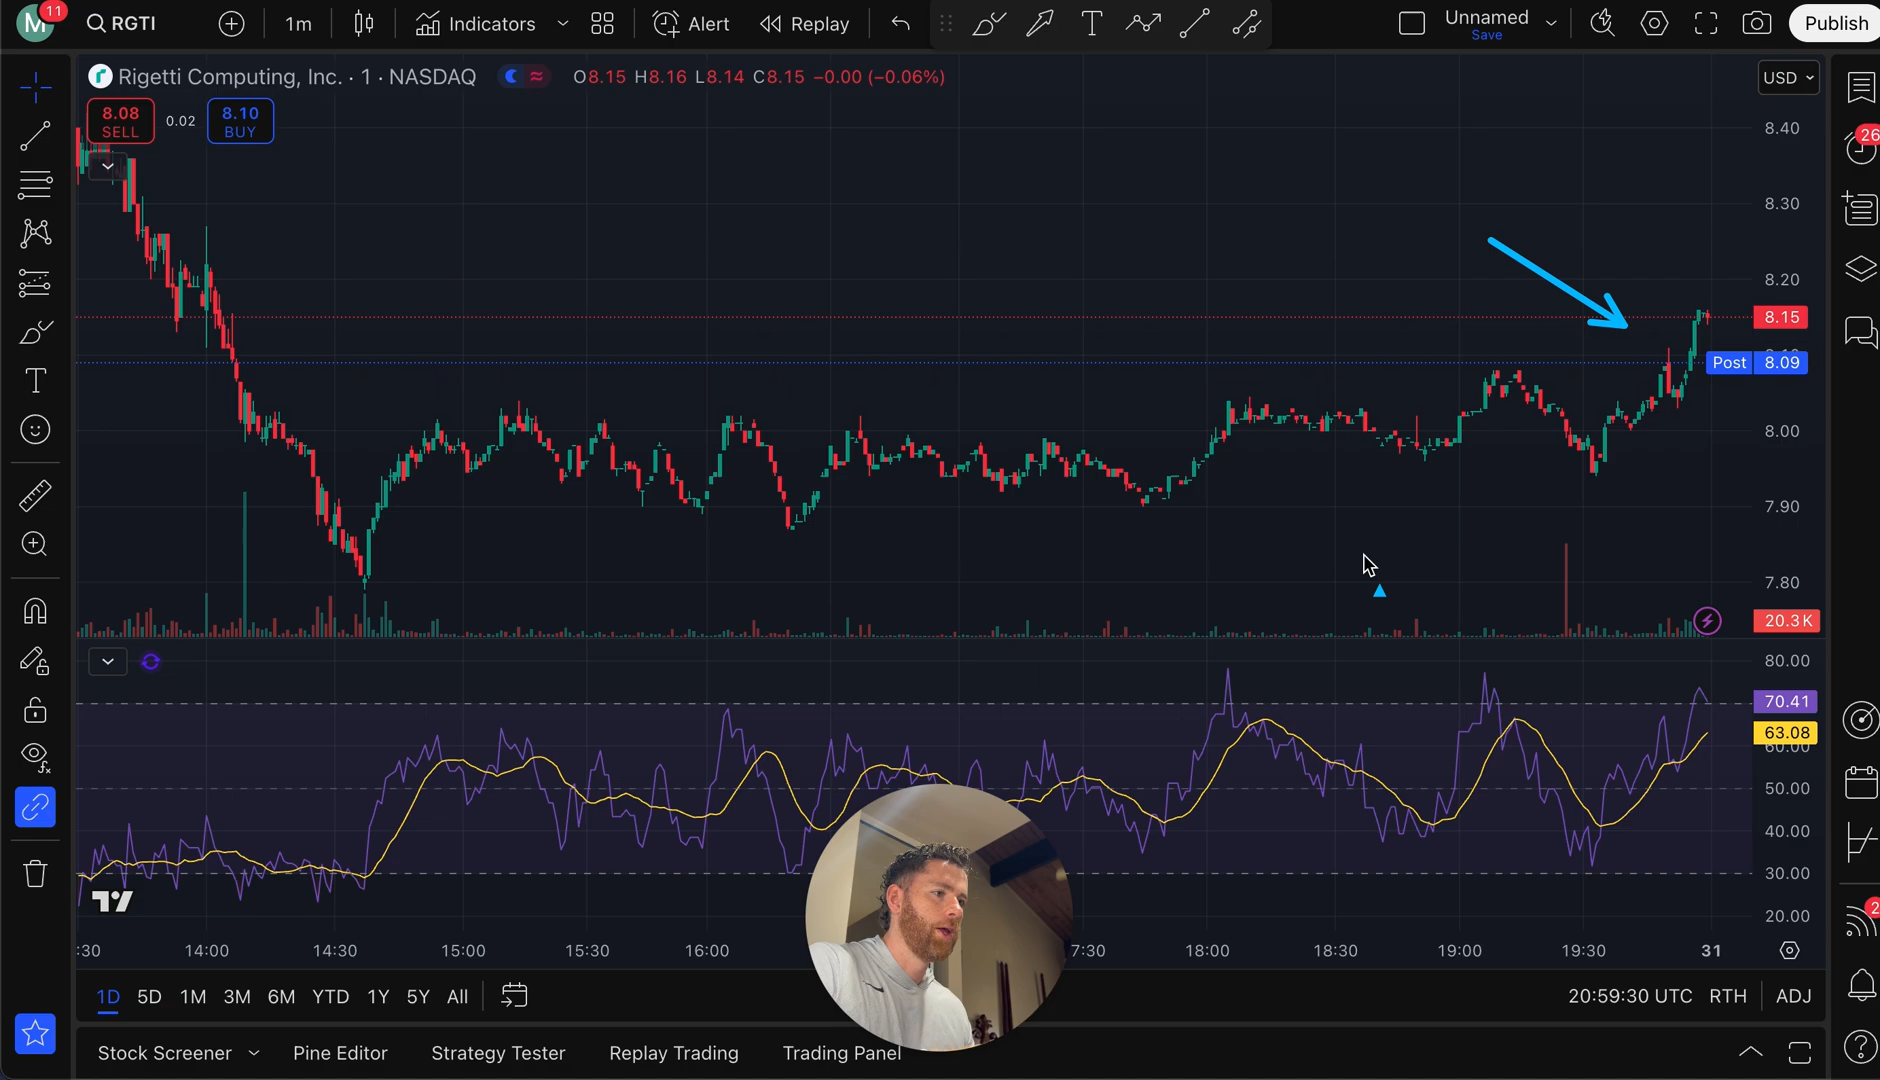 M 11 RGTI 1m Indicators Alert Replay Unnamed Save Publish
Rigetti Computing, Inc. · 1 · NASDAQ O8.15 H8.16 L8.14 C8.15 −0.00 (−0.06%) USD
8.08 SELL 0.02 8.10 BUY
8.40
26
8.30
8.20
8.15
Post 8.09
8.00
7.90
7.80
20.3K
80.00
70.41
63.08
60.00
50.00
40.00
30.00
20.00
2
:30 14:00 14:30 15:00 15:30 16:00 7:30 18:00 18:30 19:00 19:30 31
1D 5D 1M 3M 6M YTD 1Y 5Y All 20:59:30 UTC RTH ADJ
Stock Screener Pine Editor Strategy Tester Replay Trading Trading Panel